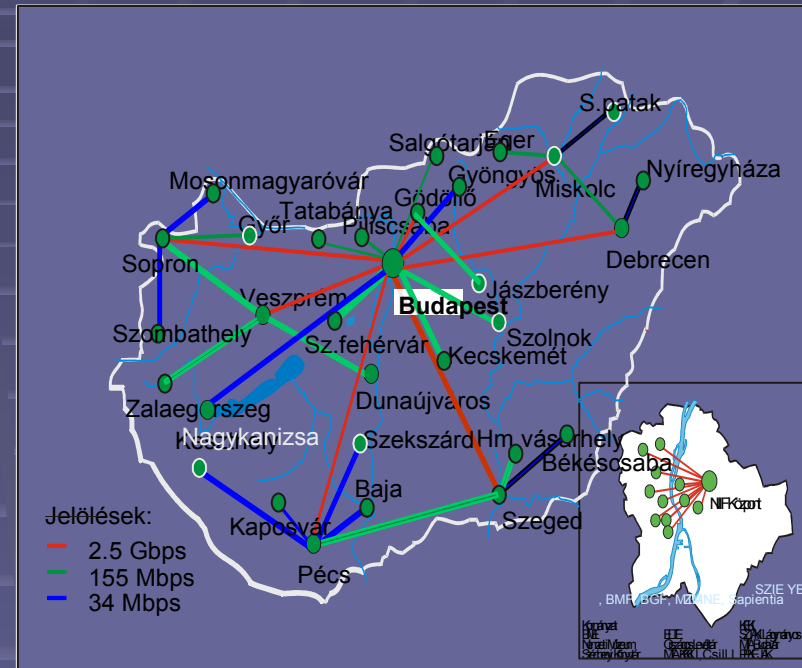 S.patak
Salgótarján
Eger
Nyíregyháza
Mosonmagyaróvár
Gyöngyös
Miskolc
Gödöllő
Tatabánya
Piliscsaba
Győr
Sopron
Debrecen
Jászberény
Veszprém
Budapest
Szombathely
Szolnok
Sz.fehérvár
Kecskemét
Zalaegerszeg
Dunaújváros
Keszthely
Nagykanizsa
Szekszárd
Hm.vásárhely
Békéscsaba
Baja
Kaposvár
Szeged
Pécs
Jelölések:
2.5 Gbps
155 Mbps
34 Mbps
NIIF Központ
SZIE YE
, BMF, BGF, Sapientia